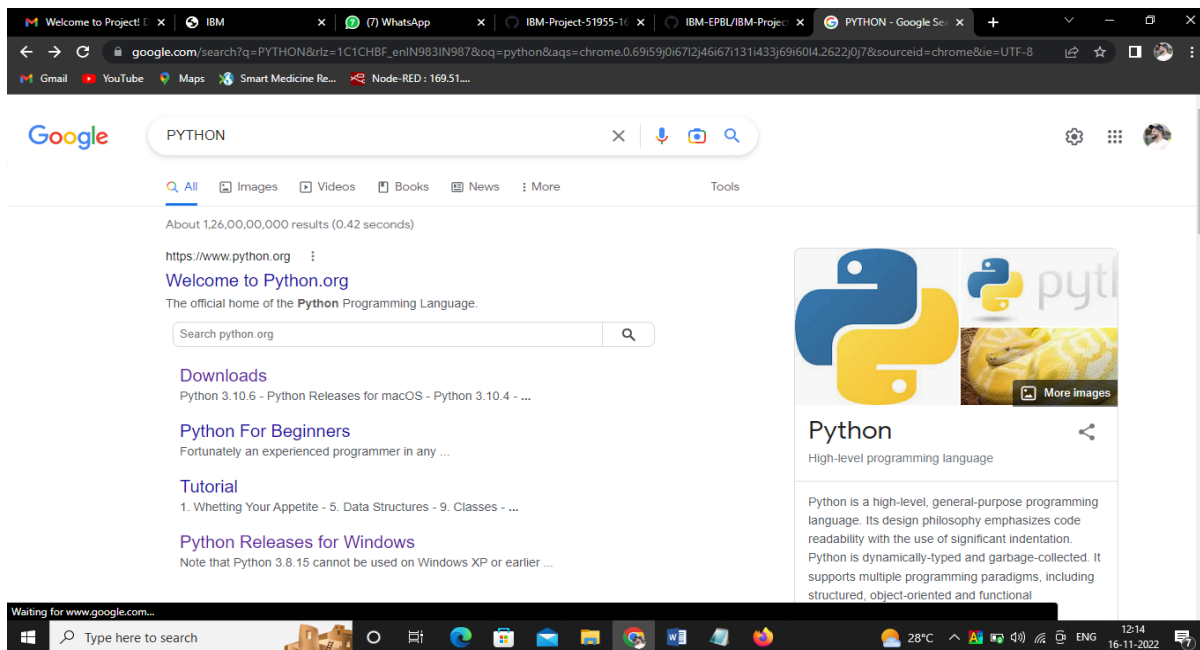 Welcome to Project! D
IBM
(7) WhatsApp
IBM-Project-51955-16
IBM-EPBL/IBM-Project
PYTHON - Google Sea
google.com/search?q=PYTHON&rlz=1C1CHBF_enIN983IN987&oq=python&aqs=chrome.0.69i59j0i67l2j46i67i131i433j69i60l4.2622j0j7&sourceid=chrome&ie=UTF-8
Gmail
YouTube
Maps
Smart Medicine Re...
Node-RED : 169.51....
Google
PYTHON
All
Images
Videos
Books
News
More
Tools
About 1,26,00,00,000 results (0.42 seconds)
https://www.python.org
Welcome to Python.org
The official home of the Python Programming Language.
Search python.org
Downloads
Python 3.10.6 - Python Releases for macOS - Python 3.10.4 - ...
Python For Beginners
Fortunately an experienced programmer in any ...
Tutorial
1. Whetting Your Appetite - 5. Data Structures - 9. Classes - ...
Python Releases for Windows
Note that Python 3.8.15 cannot be used on Windows XP or earlier ...
pyth
More images
Python
High-level programming language
Python is a high-level, general-purpose programming
language. Its design philosophy emphasizes code
readability with the use of significant indentation.
Python is dynamically-typed and garbage-collected. It
supports multiple programming paradigms, including
structured, object-oriented and functional
Waiting for www.google.com...
Type here to search
28°C
ENG
12:14
16-11-2022
7